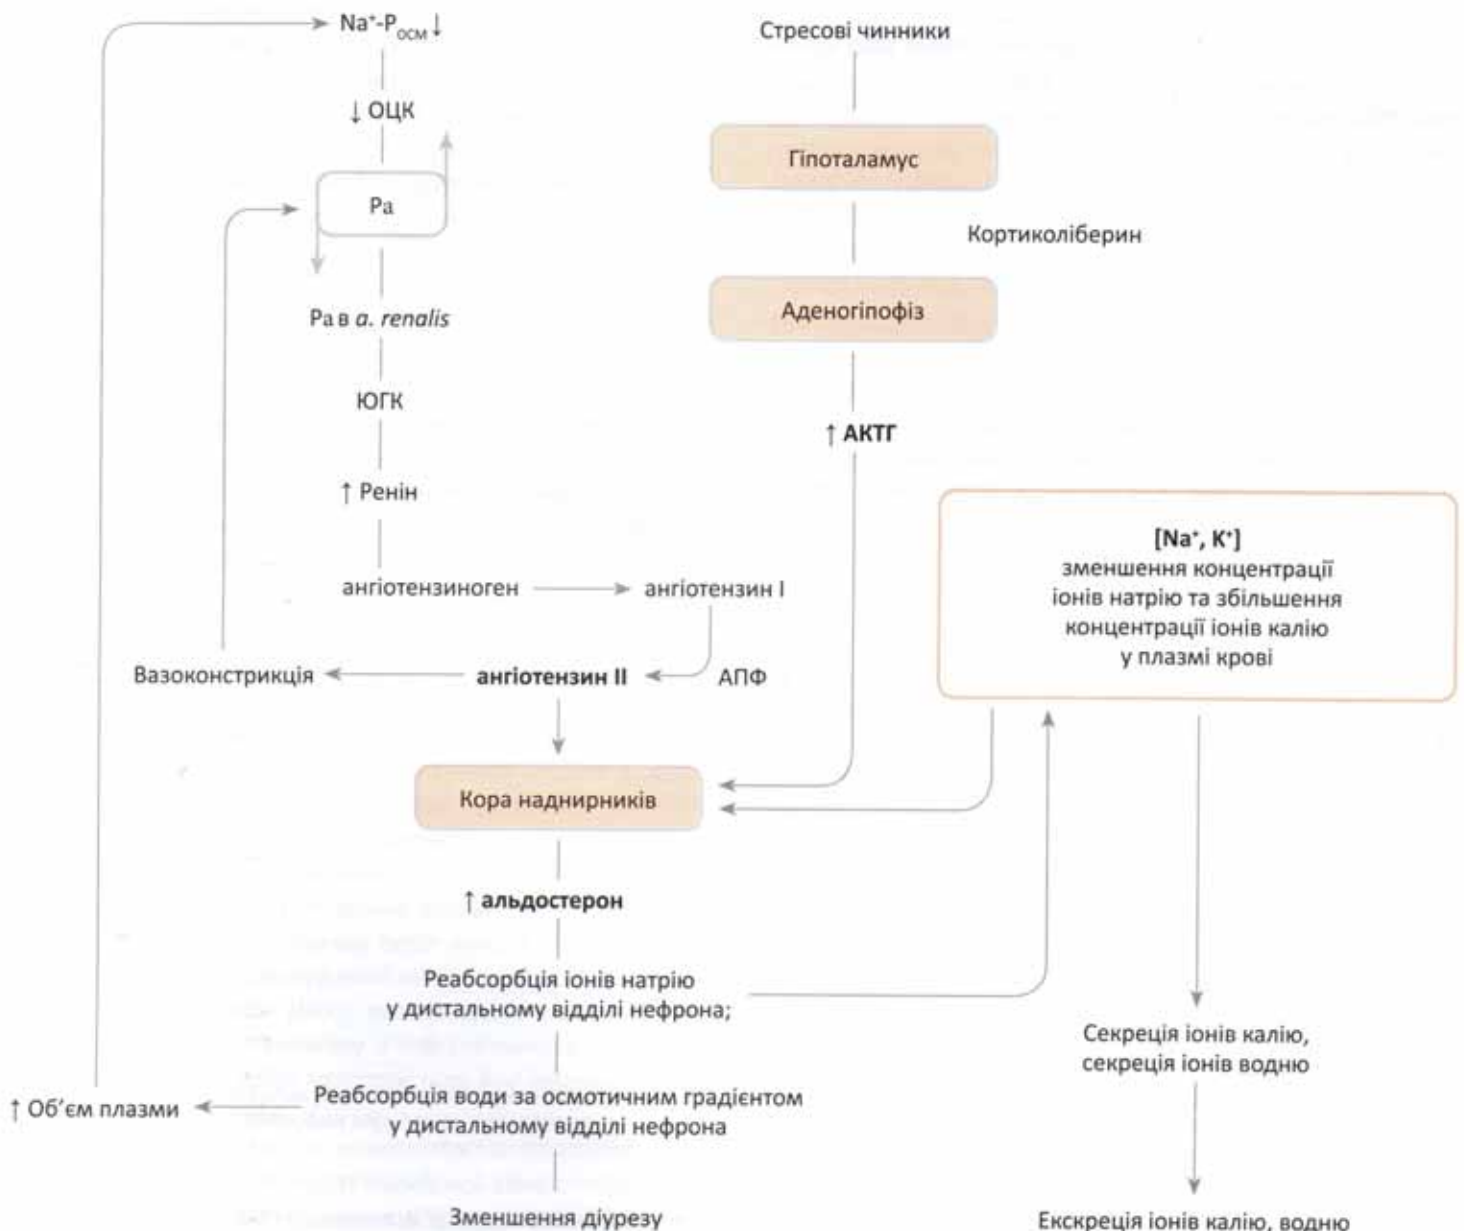 Na⁺-Pосм ↓
↓ ОЦК
Ра
Ра в a. renalis
ЮГК
↑ Ренін
ангіотензиноген
ангіотензин I
АПФ
ангіотензин II
Вазоконстрикція
Стресові чинники
Гіпоталамус
Кортиколіберин
Аденогіпофіз
↑ АКТГ
[Na⁺, K⁺]
зменшення концентрації
іонів натрію та збільшення
концентрації іонів калію
у плазмі крові
Кора наднирників
↑ альдостерон
Реабсорбція іонів натрію
у дистальному відділі нефрона;
Реабсорбція води за осмотичним градієнтом
у дистальному відділі нефрона
↑ Об’єм плазми
Зменшення діурезу
Секреція іонів калію,
секреція іонів водню
Екскреція іонів калію, водню